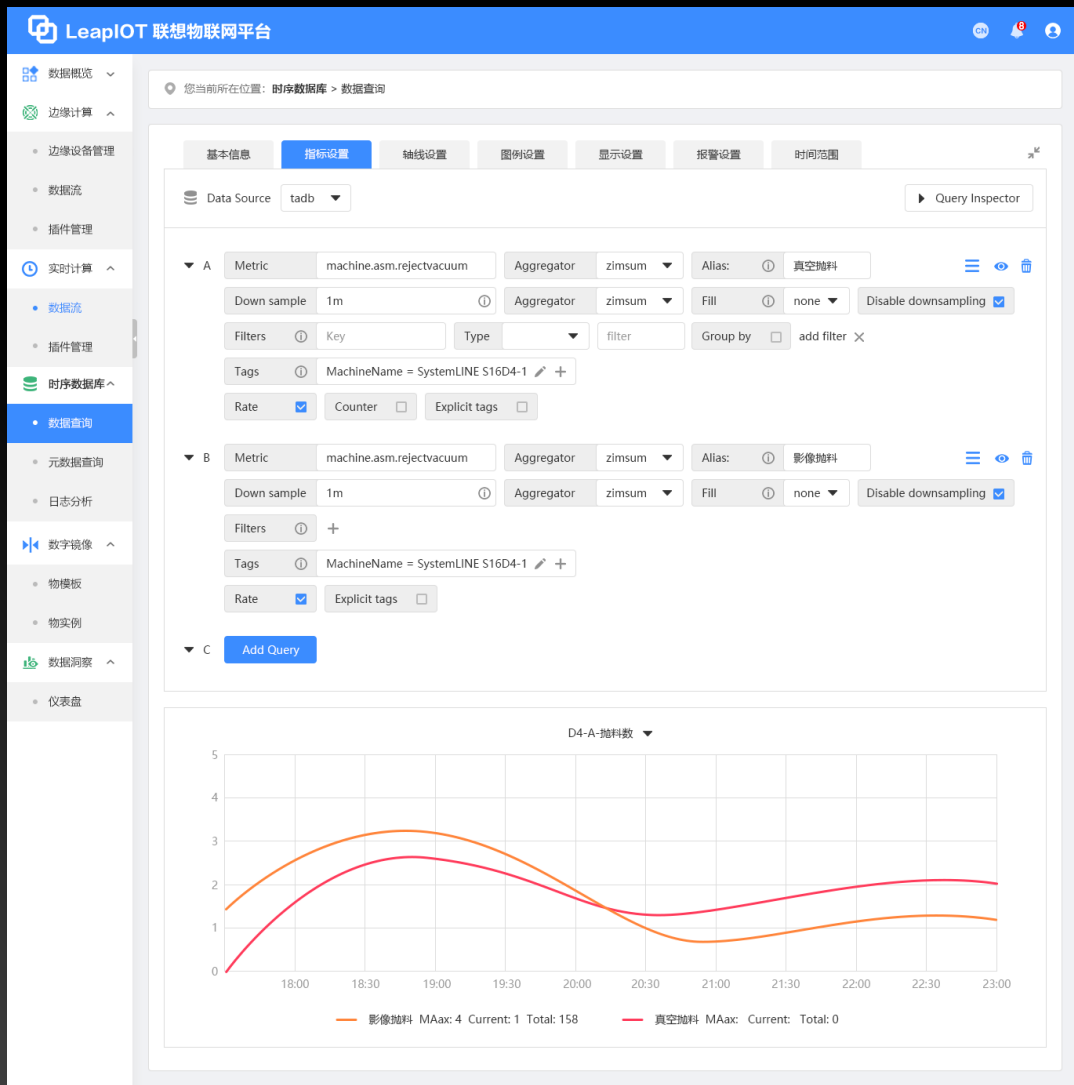 LeapIOT 联想物联网平台
CN
8
数据概览
边缘计算
边缘设备管理
数据流
插件管理
实时计算
数据流
插件管理
时序数据库
数据查询
元数据查询
日志分析
数字镜像
物模板
物实例
数据洞察
仪表盘
您当前所在位置: 时序数据库 > 数据查询
基本信息 指标设置 轴线设置 图例设置 显示设置 报警设置 时间范围
Data Source tadb Query Inspector
A Metric machine.asm.rejectvacuum Aggregator zimsum Alias: 真空抛料
Down sample 1m Aggregator zimsum Fill none Disable downsampling
Filters Key Type filter Group by add filter
Tags MachineName = SystemLINE S16D4-1
Rate Counter Explicit tags
B Metric machine.asm.rejectvacuum Aggregator zimsum Alias: 影像抛料
Down sample 1m Aggregator zimsum Fill none Disable downsampling
Filters
Tags MachineName = SystemLINE S16D4-1
Rate Explicit tags
C Add Query
D4-A-抛料数
5
4
3
2
1
0
18:00 18:30 19:00 19:30 20:00 20:30 21:00 21:30 22:00 22:30 23:00
影像抛料 MAax: 4 Current: 1 Total: 158 真空抛料 MAax: Current: Total: 0